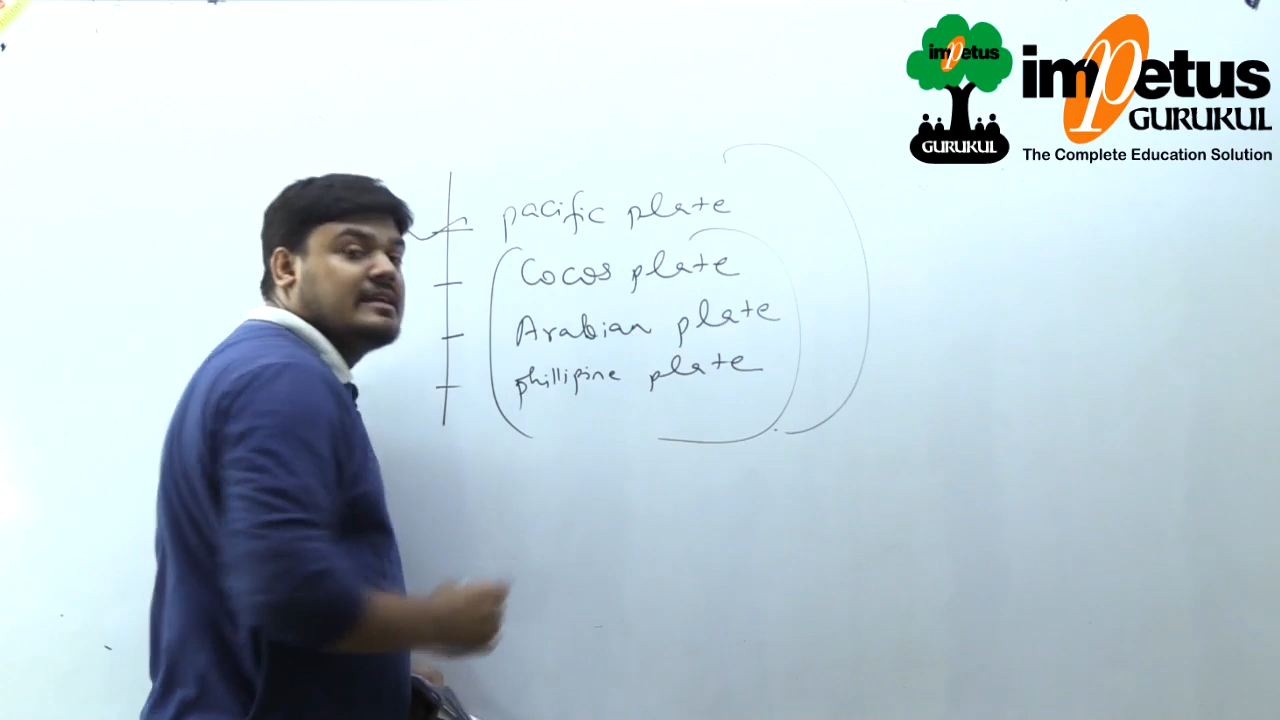 impetus
GURUKUL
impetus
GURUKUL
The Complete Education Solution
pacific plate
Cocos plate
Arabian plate
phillipine plate